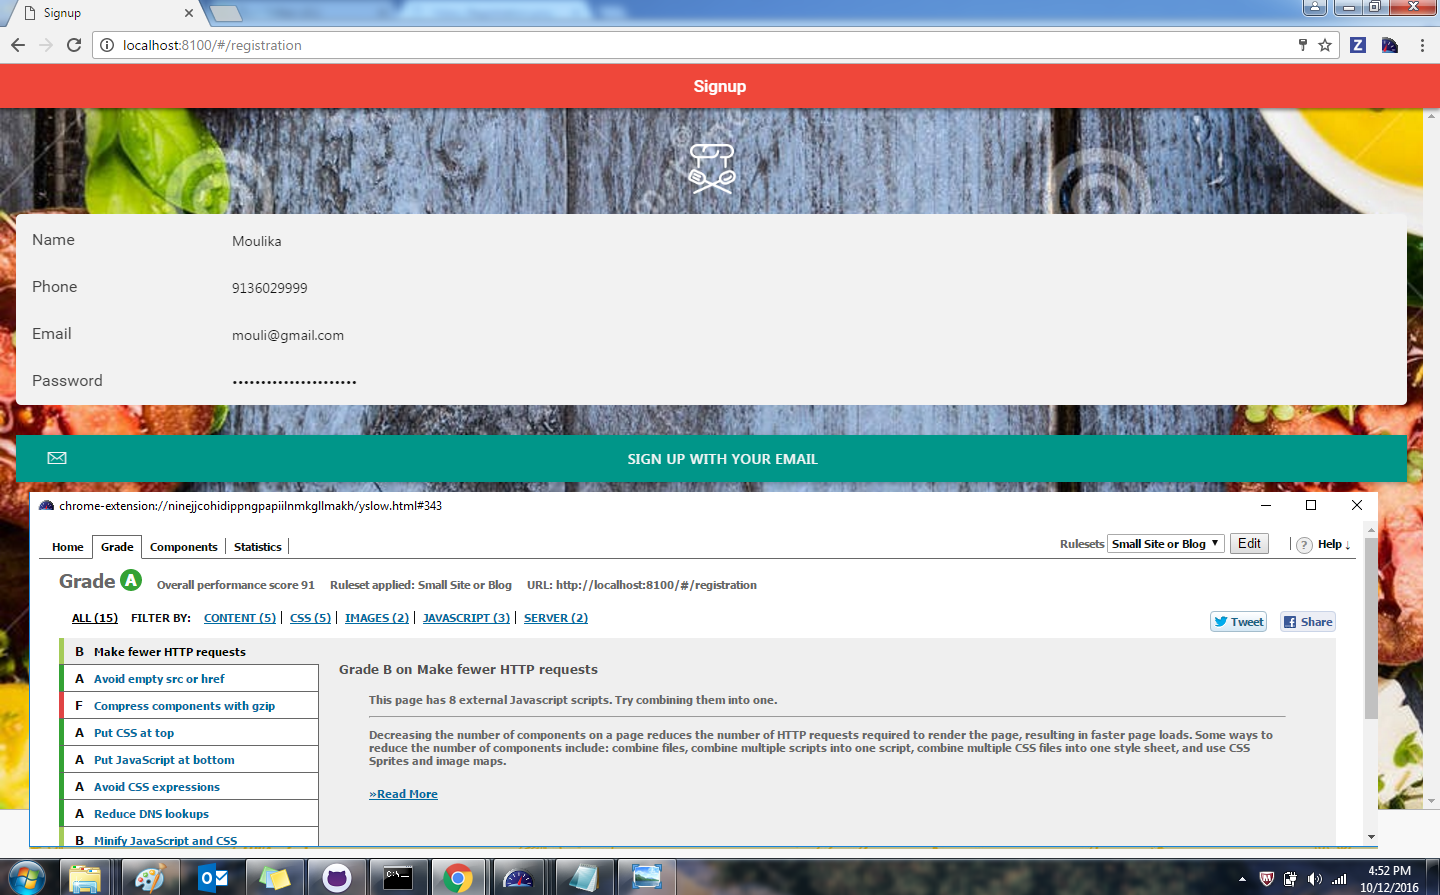 Signup
localhost:8100/#/registration
Signup
Name Moulika
Phone 9136029999
Email mouli@gmail.com
Password ••••••••••••••••••••••
SIGN UP WITH YOUR EMAIL
chrome-extension://ninejjcohidippngpapiilnmkgllmakh/yslow.html#343
Home Grade Components Statistics Rulesets Small Site or Blog Edit ? Help ↓
Grade A Overall performance score 91 Ruleset applied: Small Site or Blog URL: http://localhost:8100/#/registration
ALL (15) FILTER BY: CONTENT (5) CSS (5) IMAGES (2) JAVASCRIPT (3) SERVER (2) Tweet Share
B Make fewer HTTP requests
A Avoid empty src or href
F Compress components with gzip
A Put CSS at top
A Put JavaScript at bottom
A Avoid CSS expressions
A Reduce DNS lookups
B Minify JavaScript and CSS
Grade B on Make fewer HTTP requests
This page has 8 external Javascript scripts. Try combining them into one.
Decreasing the number of components on a page reduces the number of HTTP requests required to render the page, resulting in faster page loads. Some ways to
reduce the number of components include: combine files, combine multiple scripts into one script, combine multiple CSS files into one style sheet, and use CSS
Sprites and image maps.
»Read More
4:52 PM
10/12/2016